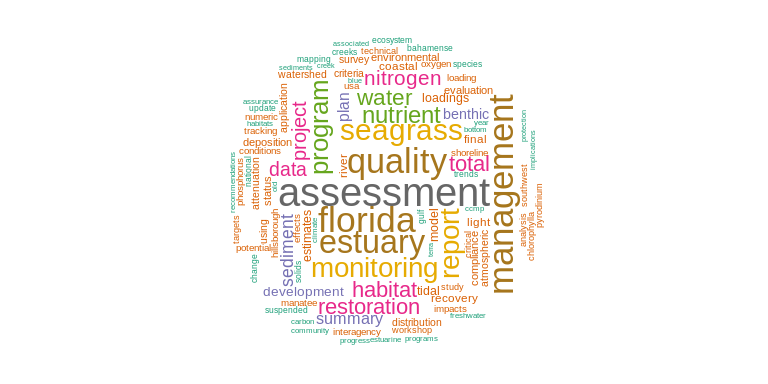 ecosystem
associated
bahamense
creeks
technical
mapping
survey
environmental
sediments
creek
coastal
oxygen
species
watershed
criteria
nitrogen
loading
blue
usa
evaluation
program
plan
water
loadings
assurance
update
application
project
nutrient
benthic
numeric
habitats
tracking
seagrass
year
bottom
deposition
final
protection
implications
conditions
quality
shoreline
total
management
recommendations
phosphorus
national
attenuation
status
data
river
trends
old
assessment
southwest
pyrodinium
targets
using
hillsborough
effects
estimates
climate
florida
gulf
model
report
ccmp
light
estuary
tierra
critical
compliance
atmospheric
analysis
chlorophylla
potential
change
sediment
solids
monitoring
development
habitat
tidal
study
manatee
restoration
recovery
suspended
impacts
carbon
summary
distribution
freshwater
community
interagency
workshop
progress
estuarine
programs